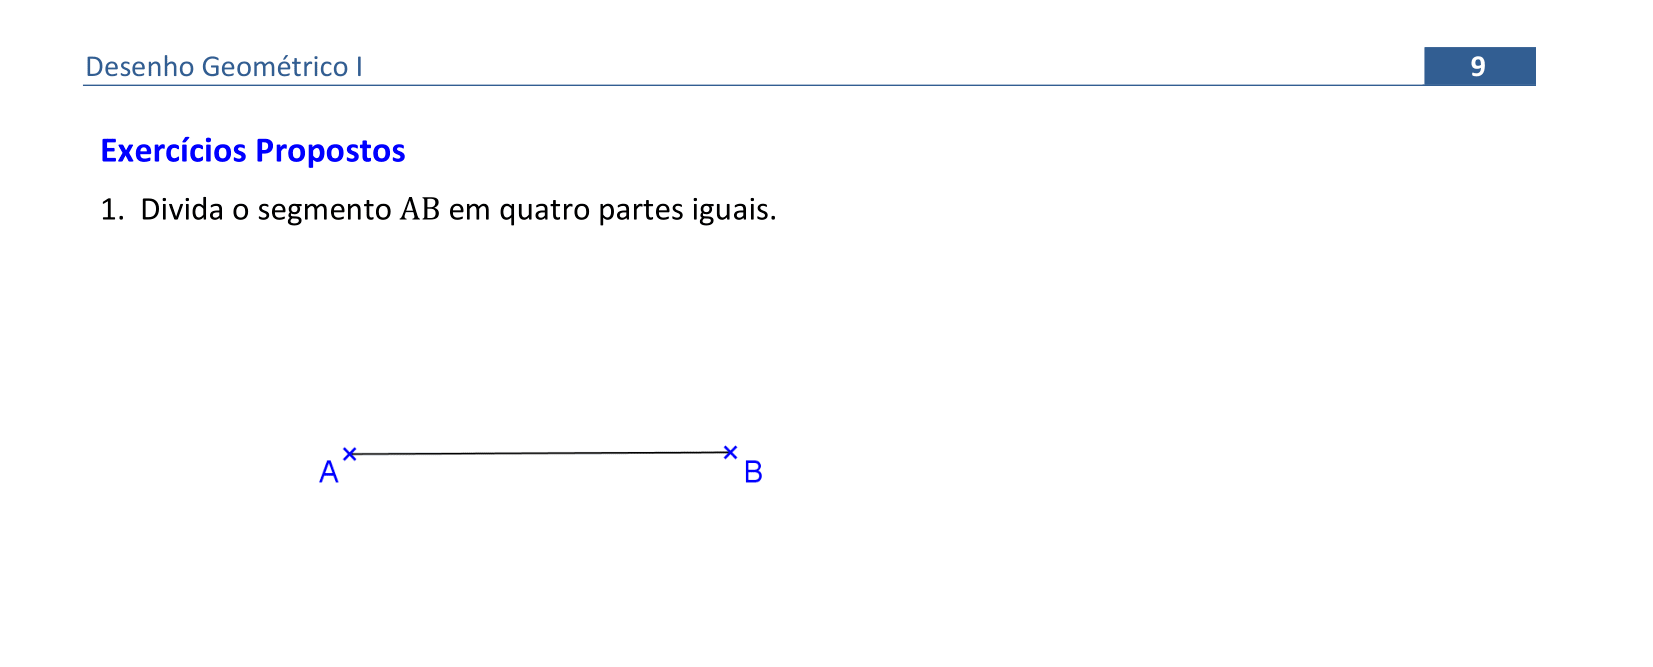 Desenho Geométrico I
9
Exercícios Propostos
1. Divida o segmento AB em quatro partes iguais.
A
B